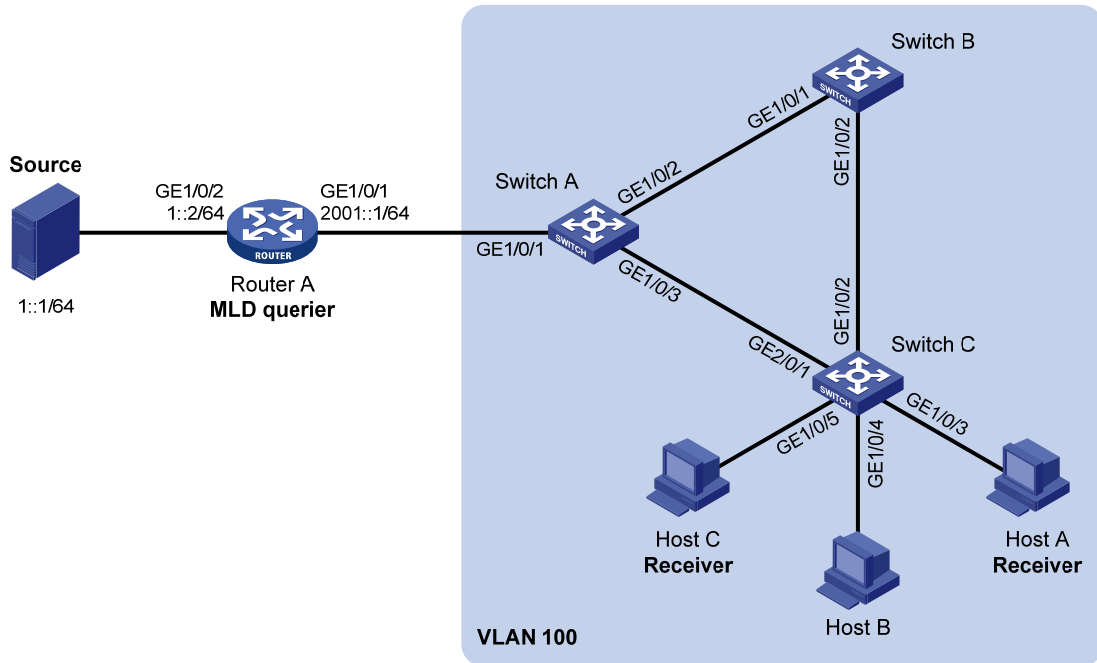 Source
1::1/64
GE1/0/2
1::2/64
GE1/0/1
2001::1/64
ROUTER
Router A
MLD querier
Switch A
SWITCH
GE1/0/1
GE1/0/2
GE1/0/3
Switch B
SWITCH
GE1/0/1
GE1/0/2
GE1/0/2
GE2/0/1
Switch C
SWITCH
GE1/0/5
GE1/0/4
GE1/0/3
Host C
Receiver
Host B
Host A
Receiver
VLAN 100